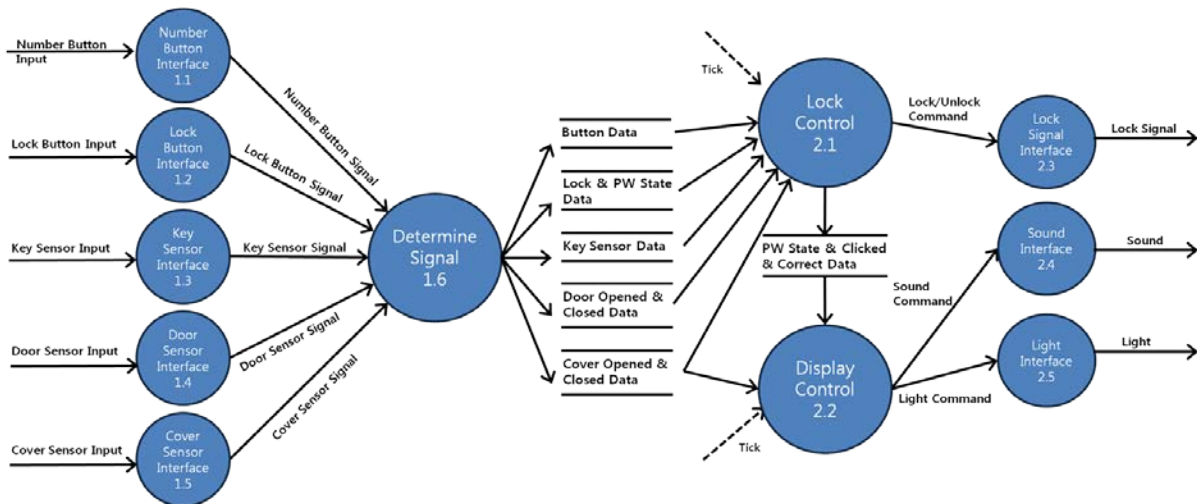 Number Button
Input
Number
Button
Interface
1.1
Number Button Signal
Lock Button Input
Lock
Button
Interface
1.2
Lock Button Signal
Key Sensor Input
Key
Sensor
Interface
1.3
Key Sensor Signal
Door Sensor Input
Door
Sensor
Interface
1.4
Door Sensor Signal
Cover Sensor Input
Cover
Sensor
Interface
1.5
Cover Sensor Signal
Determine
Signal
1.6
Button Data
Lock & PW State
Data
Key Sensor Data
Door Opened &
Closed Data
Cover Opened &
Closed Data
Tick
Lock
Control
2.1
Lock/Unlock
Command
Lock
Signal
Interface
2.3
Lock Signal
PW State & Clicked
& Correct Data
Display
Control
2.2
Tick
Sound
Command
Sound
Interface
2.4
Sound
Light Command
Light
Interface
2.5
Light